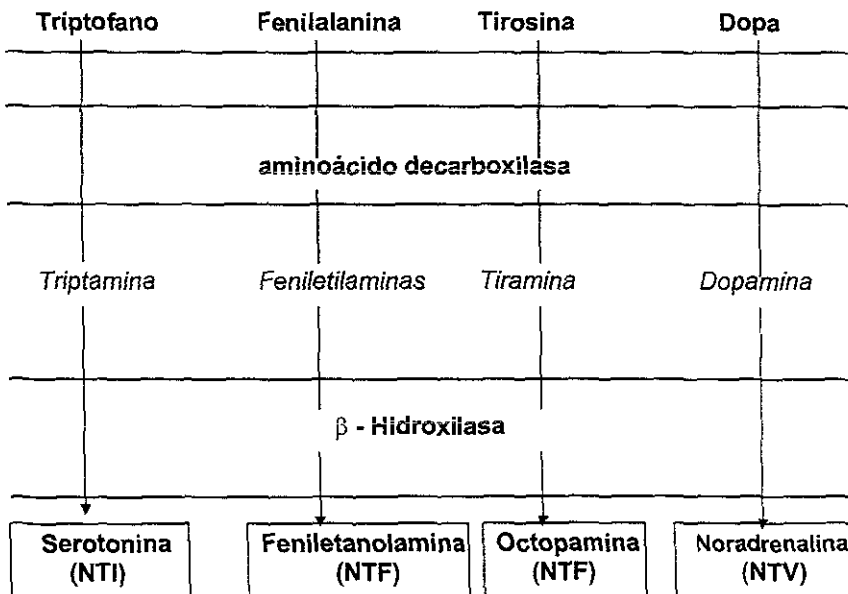 Triptofano Fenilalanina Tirosina Dopa
aminoácido decarboxilasa
Triptamina Feniletilaminas Tiramina Dopamina
β - Hidroxilasa
Serotonina Feniletanolamina Octopamina Noradrenalina
(NTI) (NTF) (NTF) (NTV)